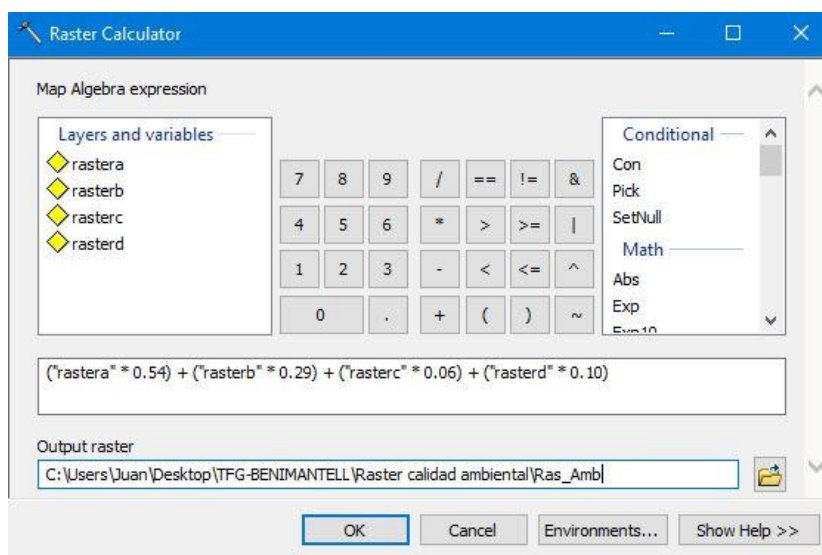 Raster Calculator
Map Algebra expression
Layers and variables
rastera
rasterb
rasterc
rasterd
7 8 9 / == != &
4 5 6 * > >= |
1 2 3 - < <= ^
0 . + ( ) ~
Conditional
Con
Pick
SetNull
Math
Abs
Exp
Exp10
("rastera" * 0.54) + ("rasterb" * 0.29) + ("rasterc" * 0.06) + ("rasterd" * 0.10)
Output raster
C:\Users\Juan\Desktop\TFG-BENIMANTELL\Raster calidad ambiental\Ras_Amb
OK Cancel Environments... Show Help >>